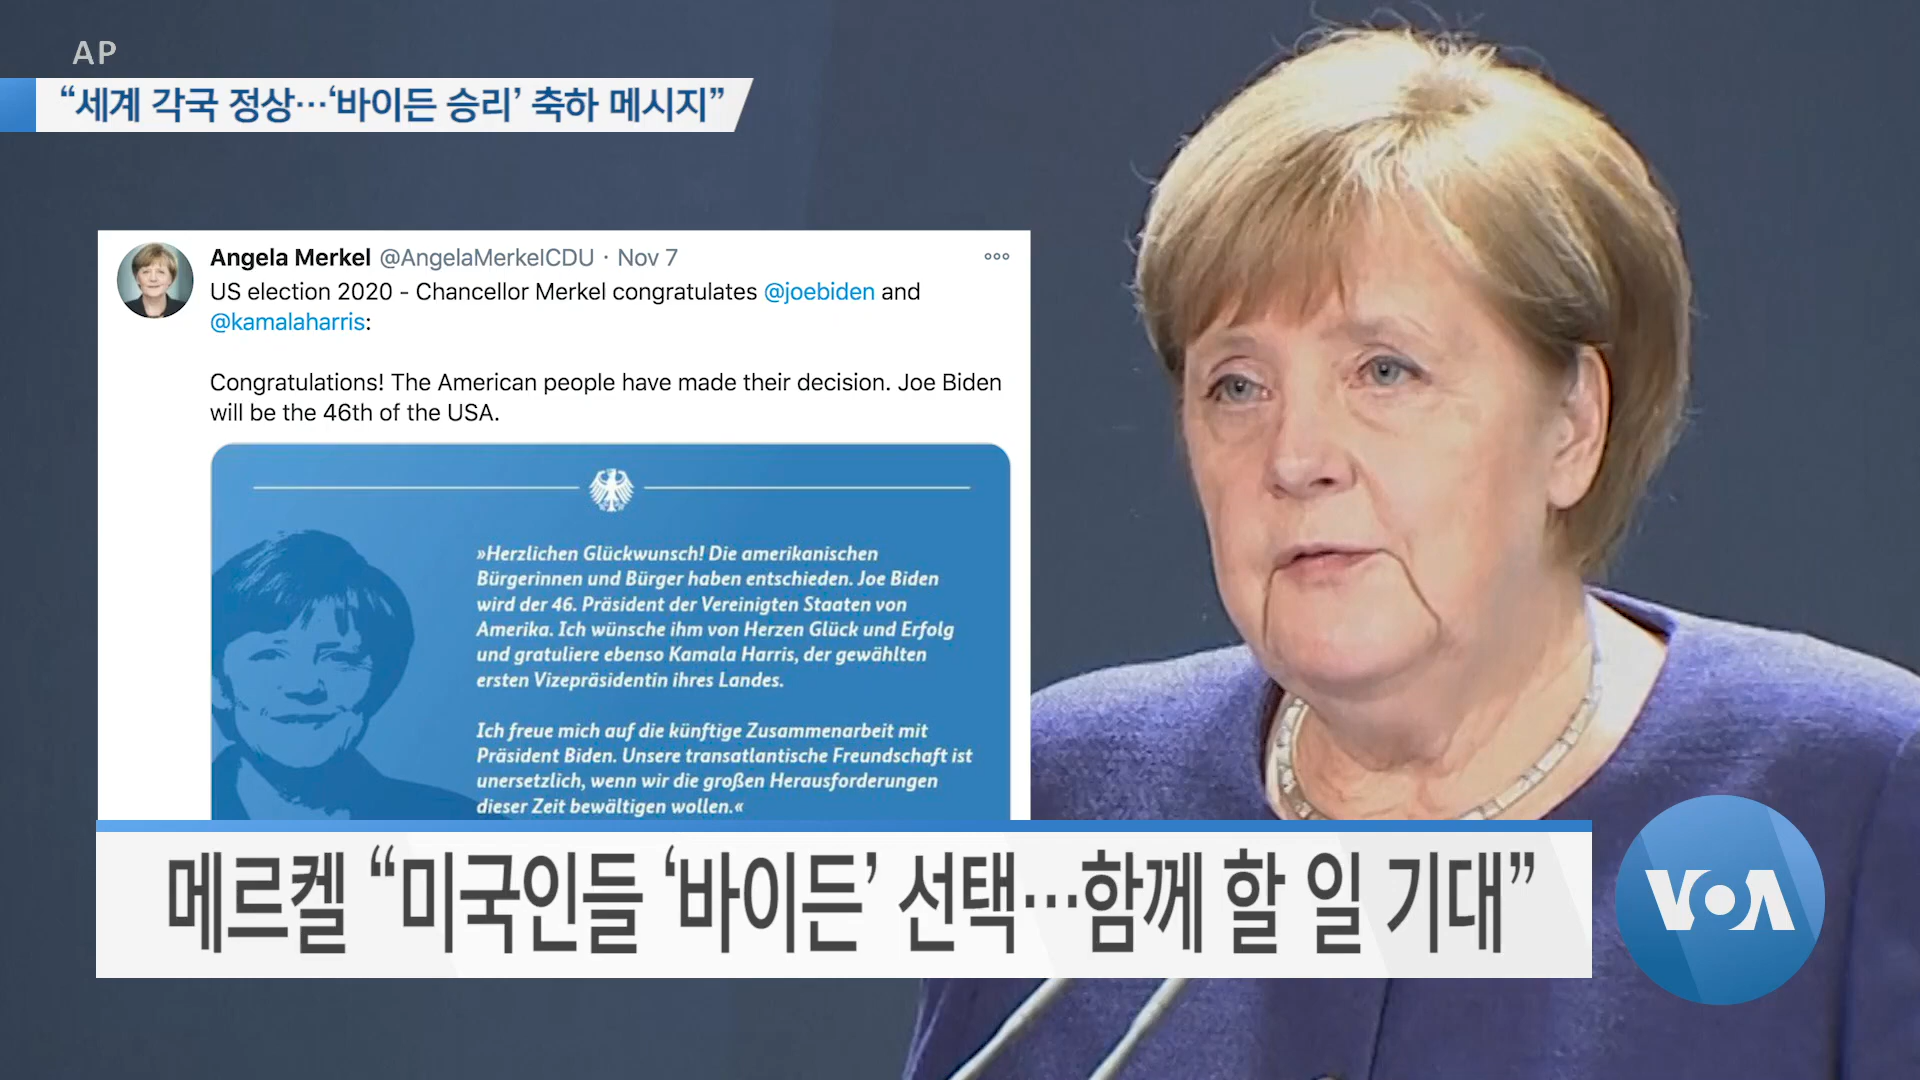 AP
“세계 각국 정상…‘바이든 승리’ 축하 메시지”
Angela Merkel @AngelaMerkelCDU · Nov 7
US election 2020 - Chancellor Merkel congratulates @joebiden and
@kamalaharris:
Congratulations! The American people have made their decision. Joe Biden
will be the 46th of the USA.
»Herzlichen Glückwunsch! Die amerikanischen
Bürgerinnen und Bürger haben entschieden. Joe Biden
wird der 46. Präsident der Vereinigten Staaten von
Amerika. Ich wünsche ihm von Herzen Glück und Erfolg
und gratuliere ebenso Kamala Harris, der gewählten
ersten Vizepräsidentin ihres Landes.
Ich freue mich auf die künftige Zusammenarbeit mit
Präsident Biden. Unsere transatlantische Freundschaft ist
unersetzlich, wenn wir die großen Herausforderungen
dieser Zeit bewältigen wollen.«
메르켈 “미국인들 ‘바이든’ 선택…함께 할 일 기대”
VOA